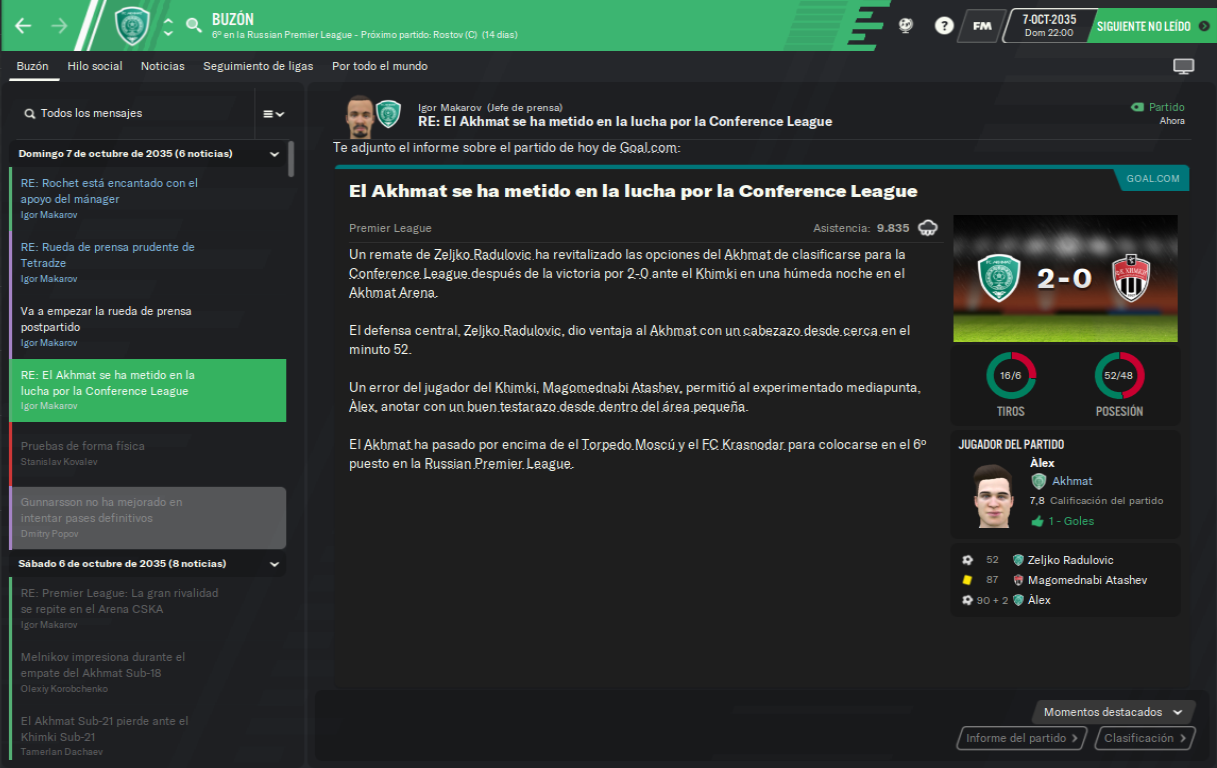 BUZÓN
6º en la Russian Premier League - Próximo partido: Rostov (C) (14 días)
?
FM
7-OCT-2035
Dom 22:00
SIGUIENTE NO LEÍDO
Buzón Hilo social Noticias Seguimiento de ligas Por todo el mundo
Todos los mensajes
Domingo 7 de octubre de 2035 (6 noticias)
RE: Rochet está encantado con el
apoyo del mánager
Igor Makarov
RE: Rueda de prensa prudente de
Tetradze
Igor Makarov
Va a empezar la rueda de prensa
postpartido
Igor Makarov
RE: El Akhmat se ha metido en la
lucha por la Conference League
Igor Makarov
Pruebas de forma física
Stanislav Kovalev
Gunnarsson no ha mejorado en
intentar pases definitivos
Dmitry Popov
Sábado 6 de octubre de 2035 (8 noticias)
RE: Premier League: La gran rivalidad
se repite en el Arena CSKA
Igor Makarov
Melnikov impresiona durante el
empate del Akhmat Sub-18
Olexiy Korobchenko
El Akhmat Sub-21 pierde ante el
Khimki Sub-21
Tamerlan Dachaev
Igor Makarov (Jefe de prensa)
RE: El Akhmat se ha metido en la lucha por la Conference League
Partido
Ahora
Te adjunto el informe sobre el partido de hoy de Goal.com:
GOAL.COM
El Akhmat se ha metido en la lucha por la Conference League
Premier League
Asistencia: 9.835
Un remate de Zeljko Radulovic ha revitalizado las opciones del Akhmat de clasificarse para la
Conference League después de la victoria por 2-0 ante el Khimki en una húmeda noche en el
Akhmat Arena.
El defensa central, Zeljko Radulovic, dio ventaja al Akhmat con un cabezazo desde cerca en el
minuto 52.
Un error del jugador del Khimki, Magomednabi Atashev, permitió al experimentado mediapunta,
Àlex, anotar con un buen testarazo desde dentro del área pequeña.
El Akhmat ha pasado por encima de el Torpedo Moscú y el FC Krasnodar para colocarse en el 6º
puesto en la Russian Premier League.
2-0
16/6
52/48
TIROS
POSESIÓN
JUGADOR DEL PARTIDO
Àlex
Akhmat
7,8 Calificación del partido
1 - Goles
52 Zeljko Radulovic
87 Magomednabi Atashev
90 + 2 Àlex
Momentos destacados
Informe del partido
Clasificación